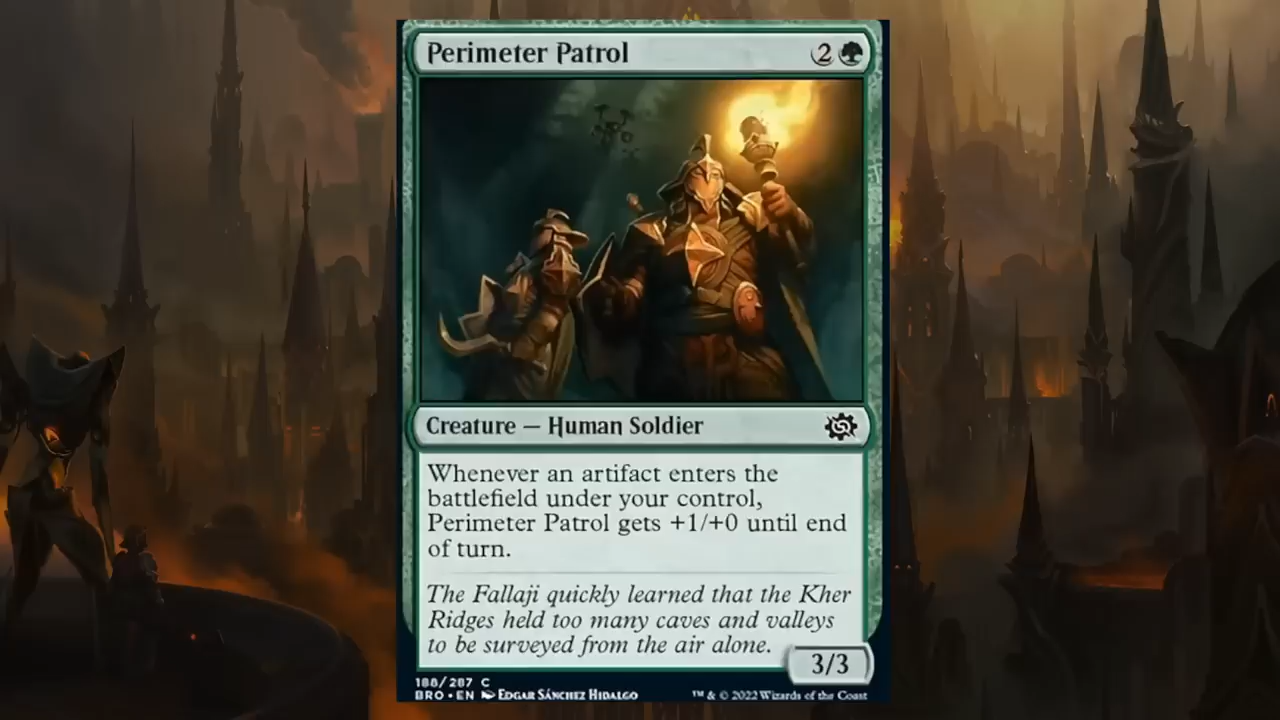 Perimeter Patrol 2
Creature — Human Soldier
Whenever an artifact enters the
battlefield under your control,
Perimeter Patrol gets +1/+0 until end
of turn.
The Fallaji quickly learned that the Kher
Ridges held too many caves and valleys
to be surveyed from the air alone.
3/3
188/287 C
BRO • EN Edgar Sánchez Hidalgo ™ & © 2022 Wizards of the Coast